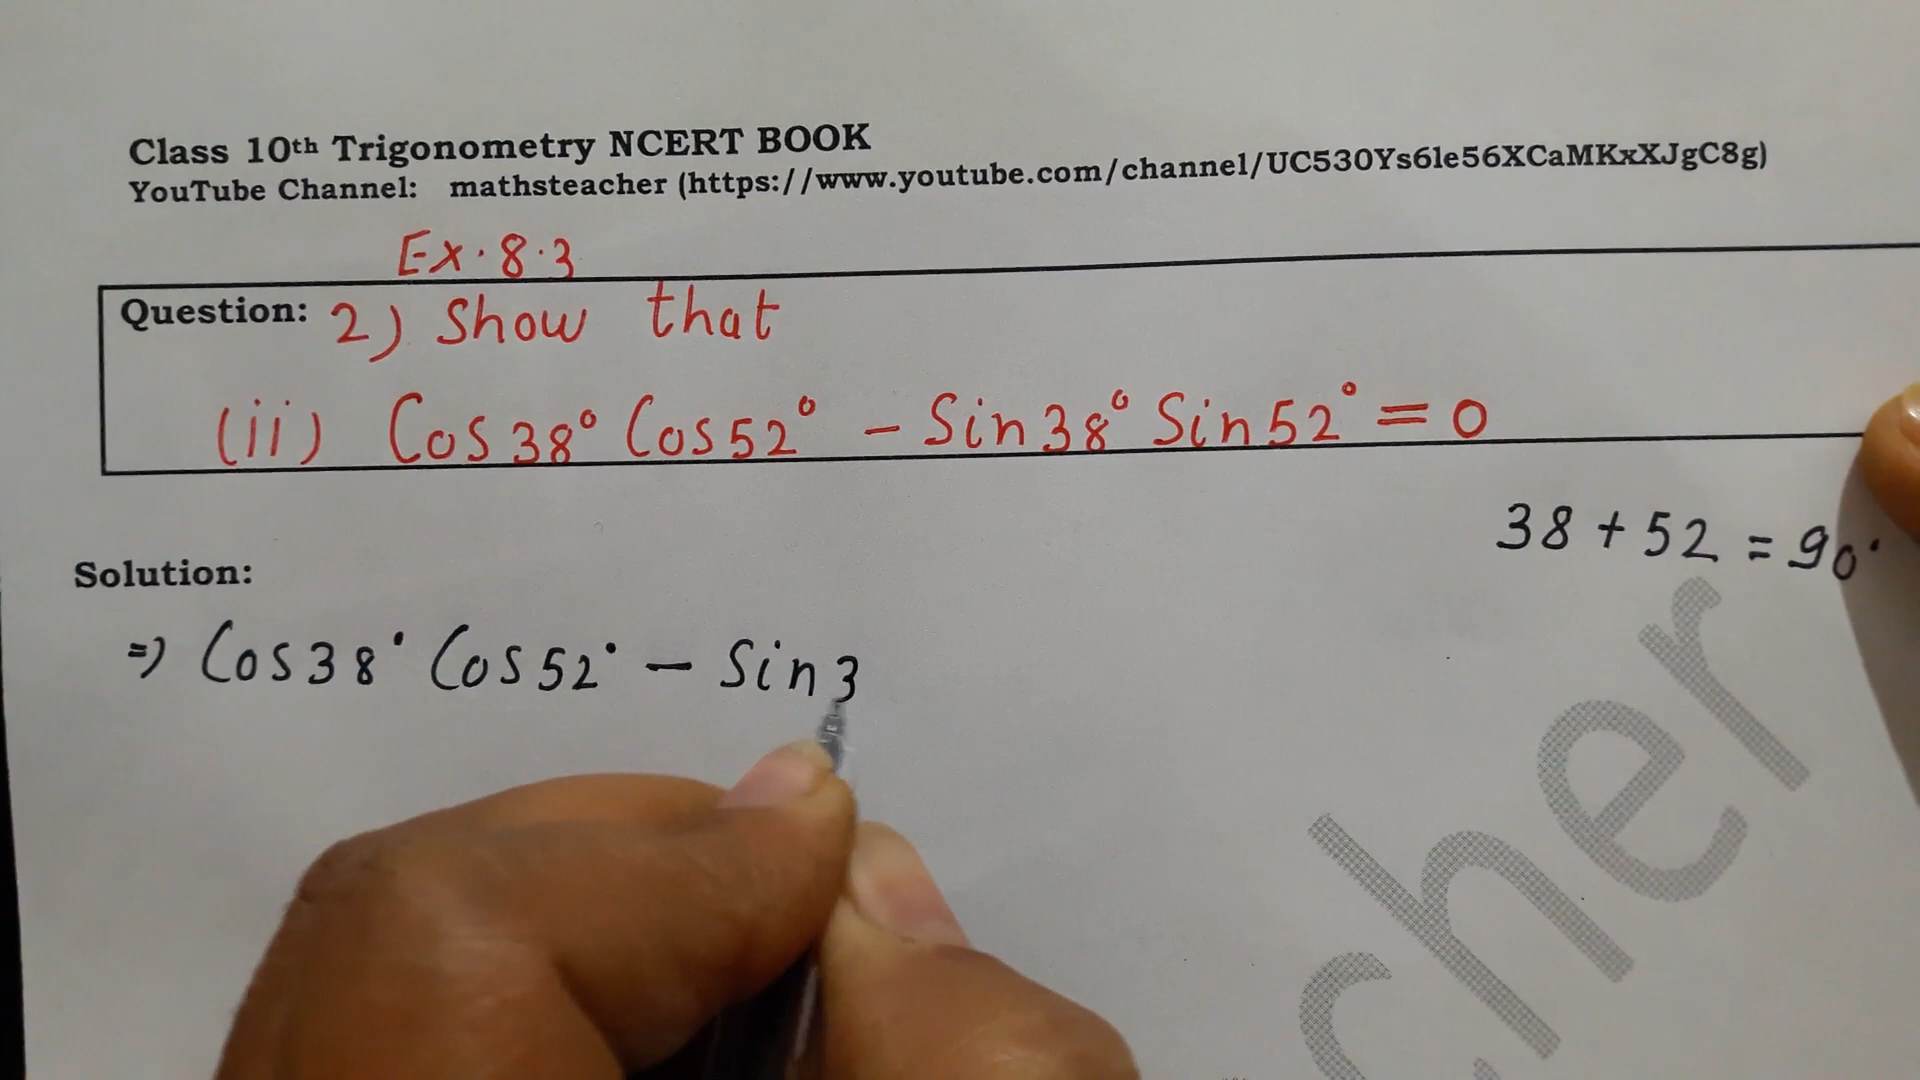 Class 10th Trigonometry NCERT BOOK
YouTube Channel: mathsteacher (https://www.youtube.com/channel/UC530Ys6le56XCaMKxXJgC8g)
Ex. 8.3
Question: 2) Show that
(ii) Cos 38° Cos 52° - Sin 38° Sin 52° = 0
38 + 52 = 90°
Solution:
=) Cos 38° Cos 52° - Sin 3
cher